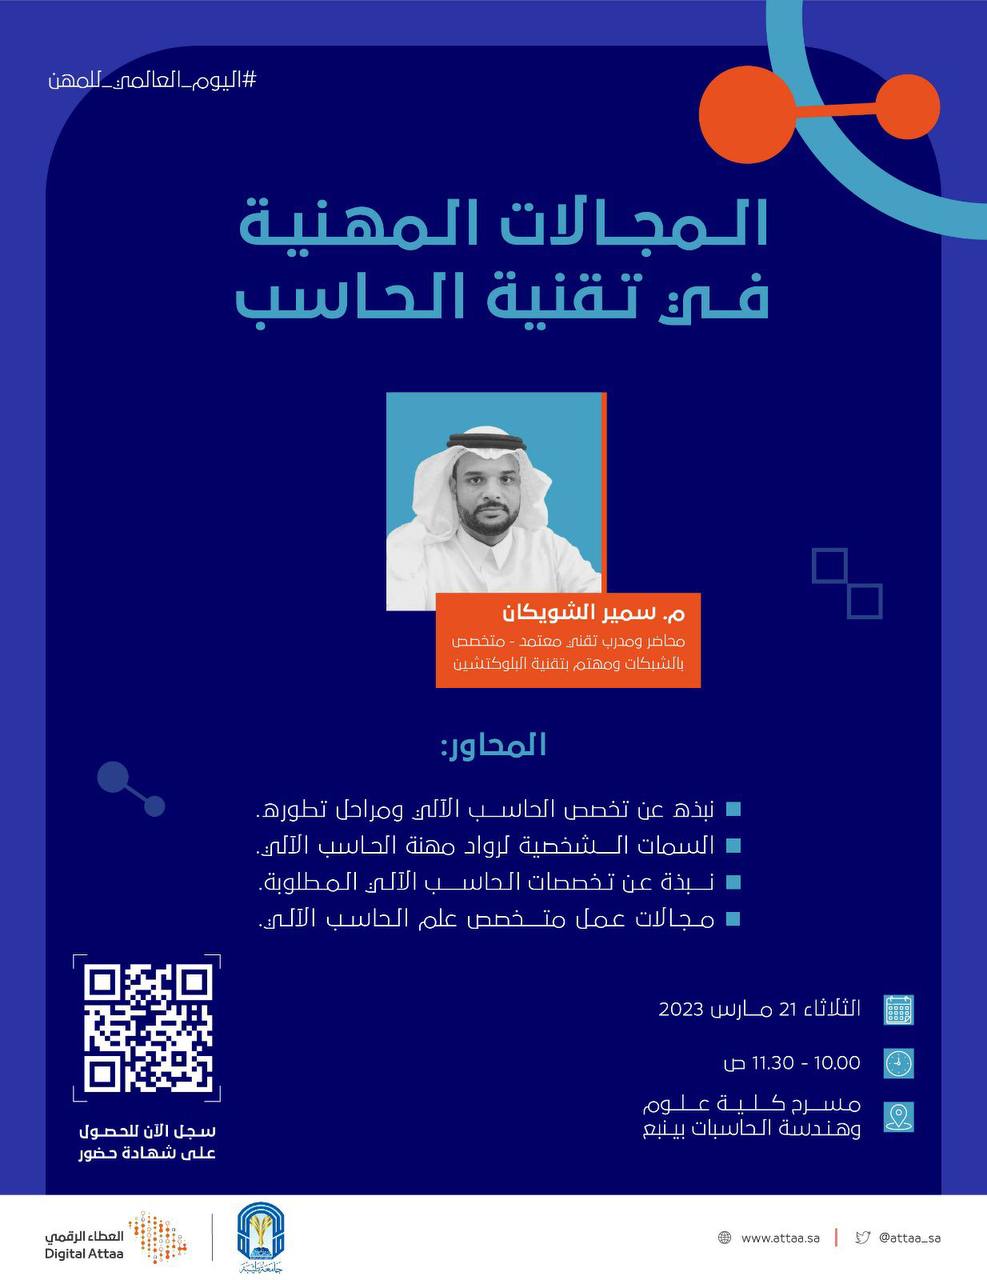 #اليوم_العالمي_للمهن
المجالات المهنية
في تقنية الحاسب
م. سمير الشويكان
محاضر ومدرب تقني معتمد - متخصص
بالشبكات ومهتم بتقنية البلوكتشين
المحاور:
نبذه عن تخصص الحاسب الآلي ومراحل تطوره.
السمات الشخصية لرواد مهنة الحاسب الآلي.
نبذة عن تخصصات الحاسب الآلي المطلوبة.
مجالات عمل متخصص علم الحاسب الآلي.
الثلاثاء 21 مارس 2023
10.00 - 11.30 ص
مسرح كلية علوم
وهندسة الحاسبات بينبع
سجل الآن للحصول
على شهادة حضور
العطاء الرقمي
Digital Attaa
جامعة طيبة
www.attaa.sa | @attaa_sa